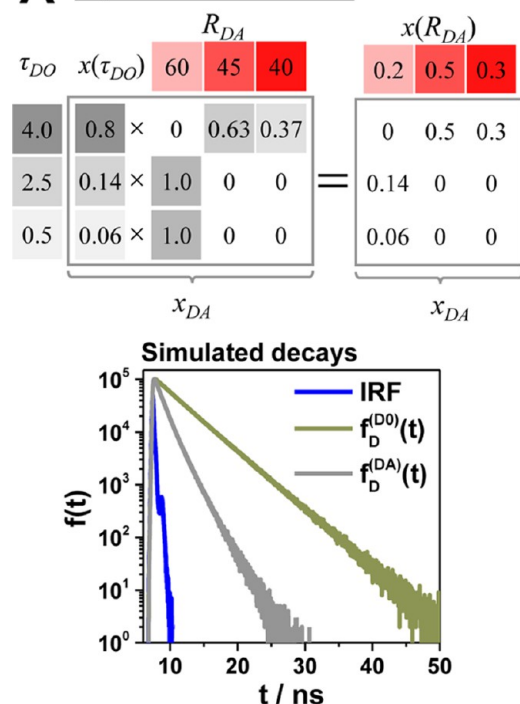 R_DA x(R_DA)
τ_DO x(τ_DO) 60 45 40 0.2 0.5 0.3
4.0 0.8 × 0 0.63 0.37 0 0.5 0.3
2.5 0.14 × 1.0 0 0 = 0.14 0 0
0.5 0.06 × 1.0 0 0 0.06 0 0
x_DA x_DA
Simulated decays
10^5
10^4
10^3
10^2
10^1
10^0
f(t)
IRF
f_D^(D0)(t)
f_D^(DA)(t)
10 20 30 40 50
t / ns